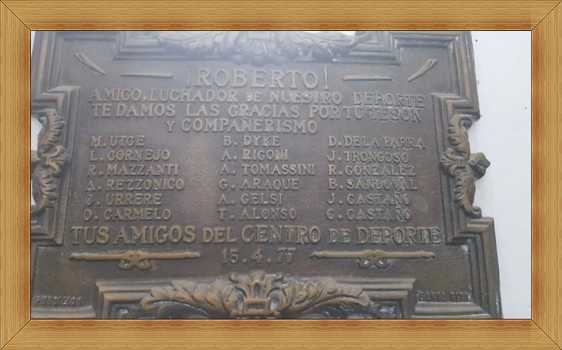 ¡ROBERTO!
AMIGO, LUCHADOR DE NUESTRO DEPORTE
TE DAMOS LAS GRACIAS POR TU TESON
Y COMPAÑERISMO
M. UTGE B. DYKE D. DE LA PARRA
L. CORNEJO A. RIGONI J. TRONCOSO
R. MAZZANTI A. TOMASSINI R. GONZALEZ
A. REZZONICO G. ARAQUE B. SANDOVAL
URRERE A. GELSI J. CASTAÑO
O. CARMELO T. ALONSO C. CASTAÑO
TUS AMIGOS DEL CENTRO DE DEPORTE
15.4.77
FUNDICION